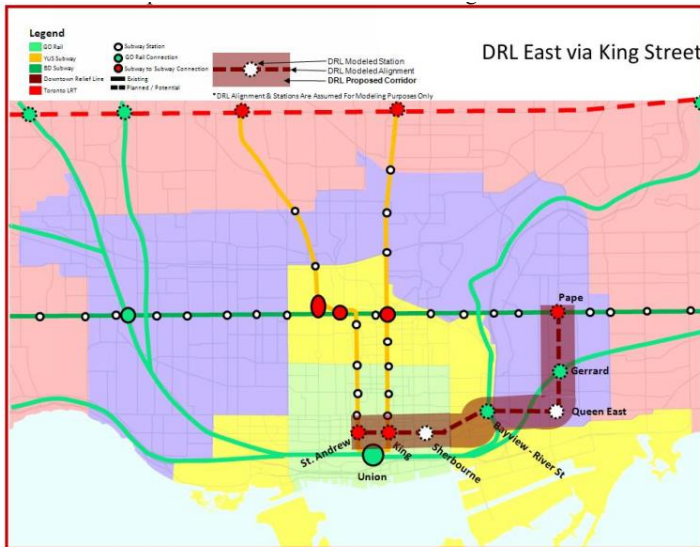 Legend
GO Rail
YUS Subway
BD Subway
Downtown Relief Line
Toronto LRT
Subway Station
GO Rail Connection
Subway to Subway Connection
Existing
Planned / Potential
DRL Modeled Station
DRL Modeled Alignment
DRL Proposed Corridor
*DRL Alignment & Stations Are Assumed For Modeling Purposes Only
DRL East via King Street
Pape
Gerrard
Queen East
Bayview - River St
Sherbourne
King
St. Andrew
Union